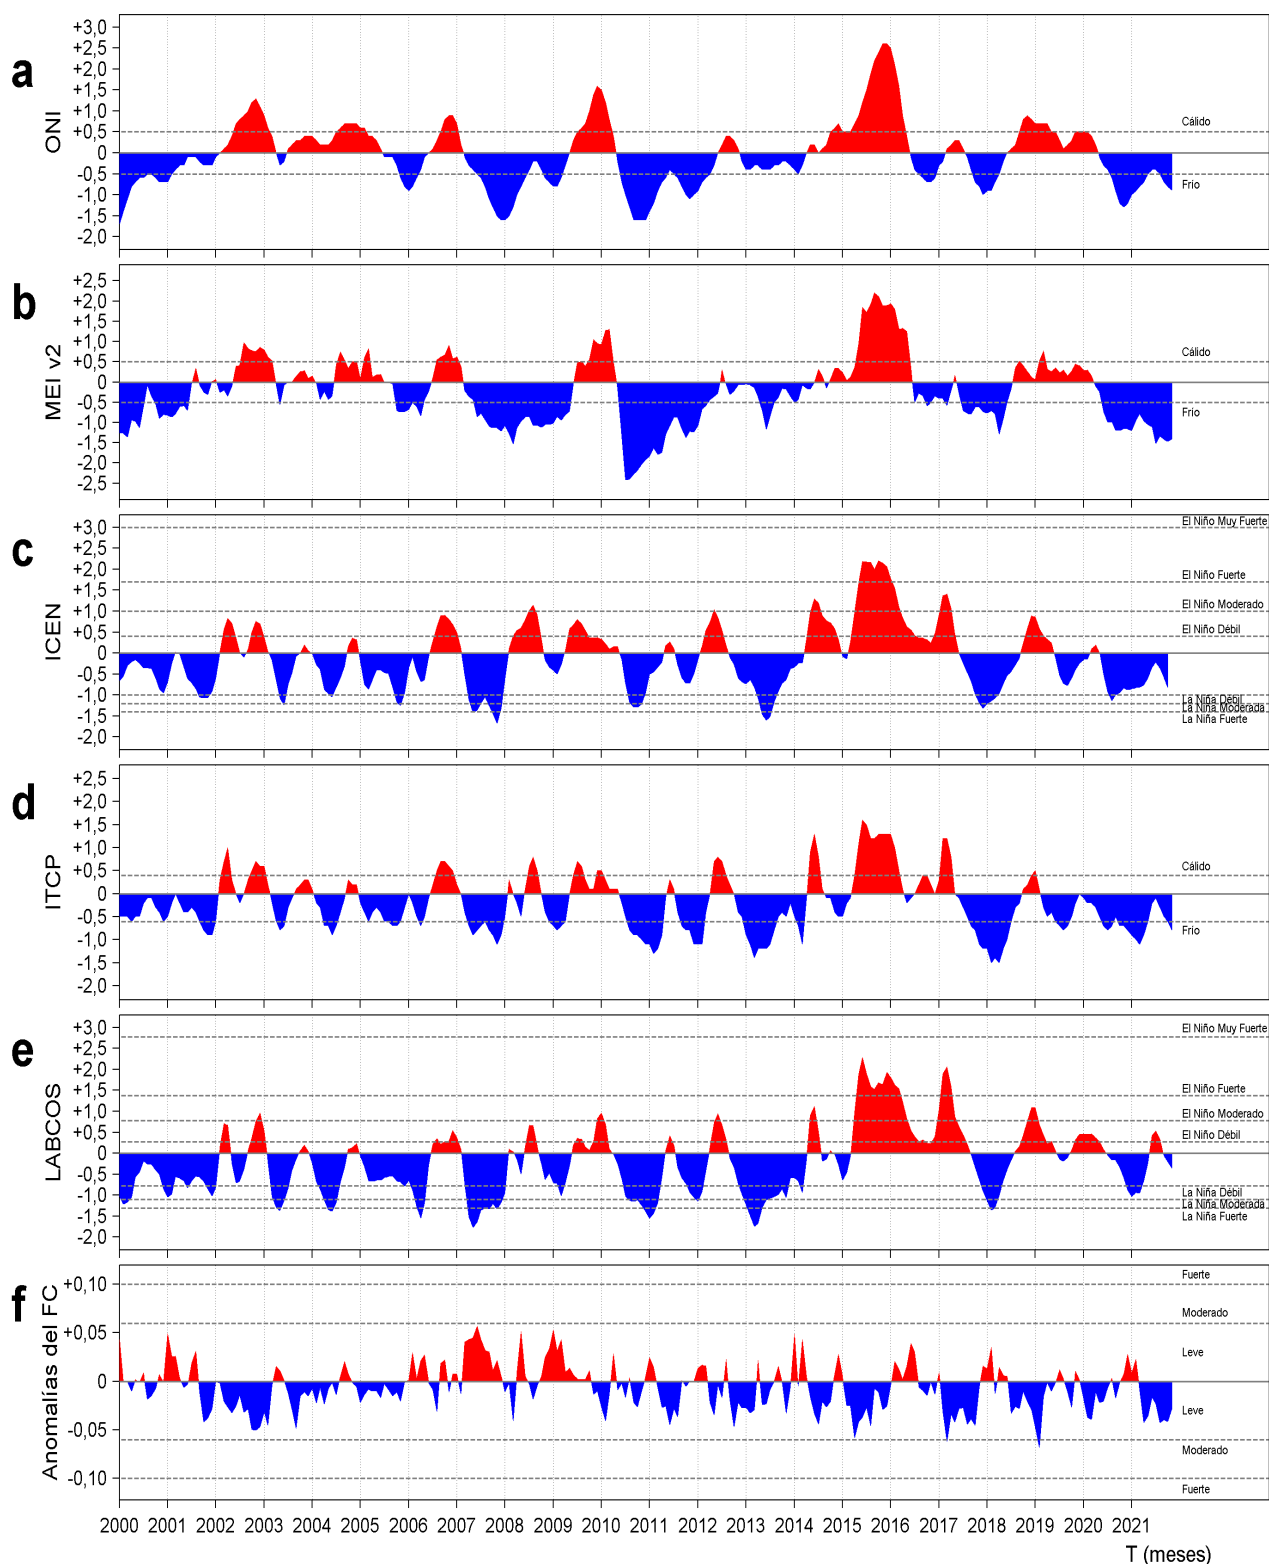 a
ONI
+3,0
+2,5
+2,0
+1,5
+1,0
+0,5
0
-0,5
-1,0
-1,5
-2,0
Cálido
Frío
b
MEI v2
+2,5
+2,0
+1,5
+1,0
+0,5
0
-0,5
-1,0
-1,5
-2,0
-2,5
Cálido
Frío
c
ICEN
+3,0
+2,5
+2,0
+1,5
+1,0
+0,5
0
-0,5
-1,0
-1,5
-2,0
El Niño Muy Fuerte
El Niño Fuerte
El Niño Moderado
El Niño Débil
La Niña Débil
La Niña Moderada
La Niña Fuerte
d
ITCP
+2,5
+2,0
+1,5
+1,0
+0,5
0
-0,5
-1,0
-1,5
-2,0
Cálido
Frío
e
LABCOS
+3,0
+2,5
+2,0
+1,5
+1,0
+0,5
0
-0,5
-1,0
-1,5
-2,0
El Niño Muy Fuerte
El Niño Fuerte
El Niño Moderado
El Niño Débil
La Niña Débil
La Niña Moderada
La Niña Fuerte
f
Anomalías del FC
+0,10
+0,05
0
-0,05
-0,10
Fuerte
Moderado
Leve
Leve
Moderado
Fuerte
2000 2001 2002 2003 2004 2005 2006 2007 2008 2009 2010 2011 2012 2013 2014 2015 2016 2017 2018 2019 2020 2021
T (meses)